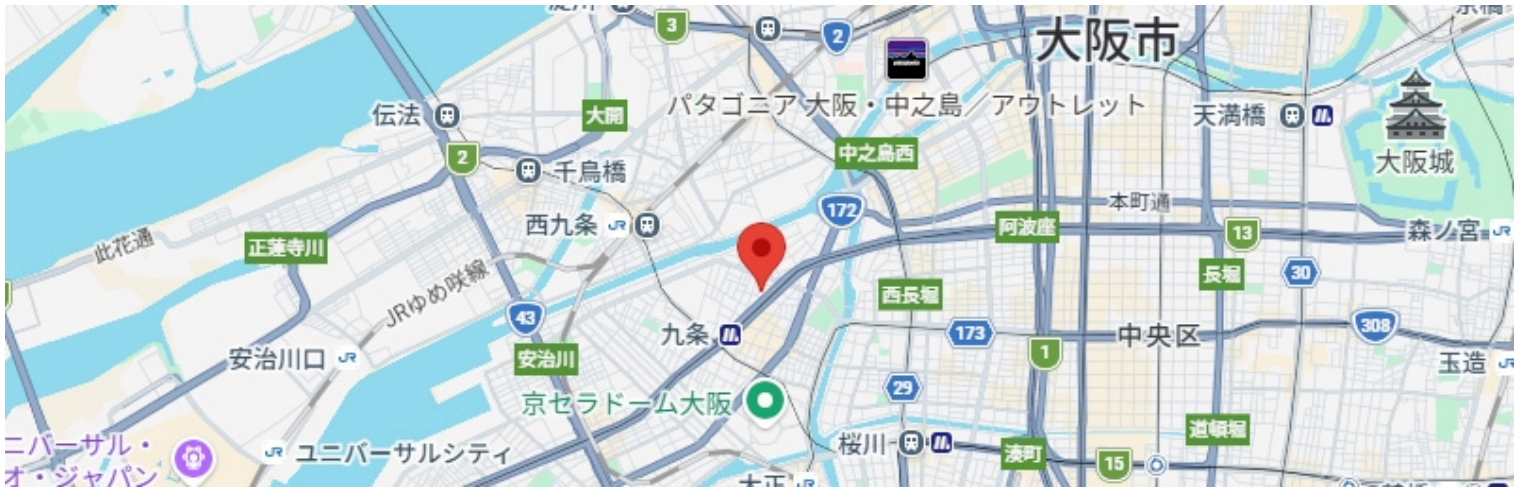 3
2
大阪市
パタゴニア 大阪・中之島／アウトレット
patagonia
伝法
大開
天満橋
2
千鳥橋
中之島西
大阪城
西九条 JR
172
本町通
此花通
正蓮寺川
阿波座
13
森ノ宮 JR
JRゆめ咲線
長堀
30
西長堀
43
九条
173
中央区
308
安治川口 JR
安治川
1
玉造
29
京セラドーム大阪
道頓堀
ニバーサル・
オ・ジャパン
JR ユニバーサルシティ
桜川
湊町
15